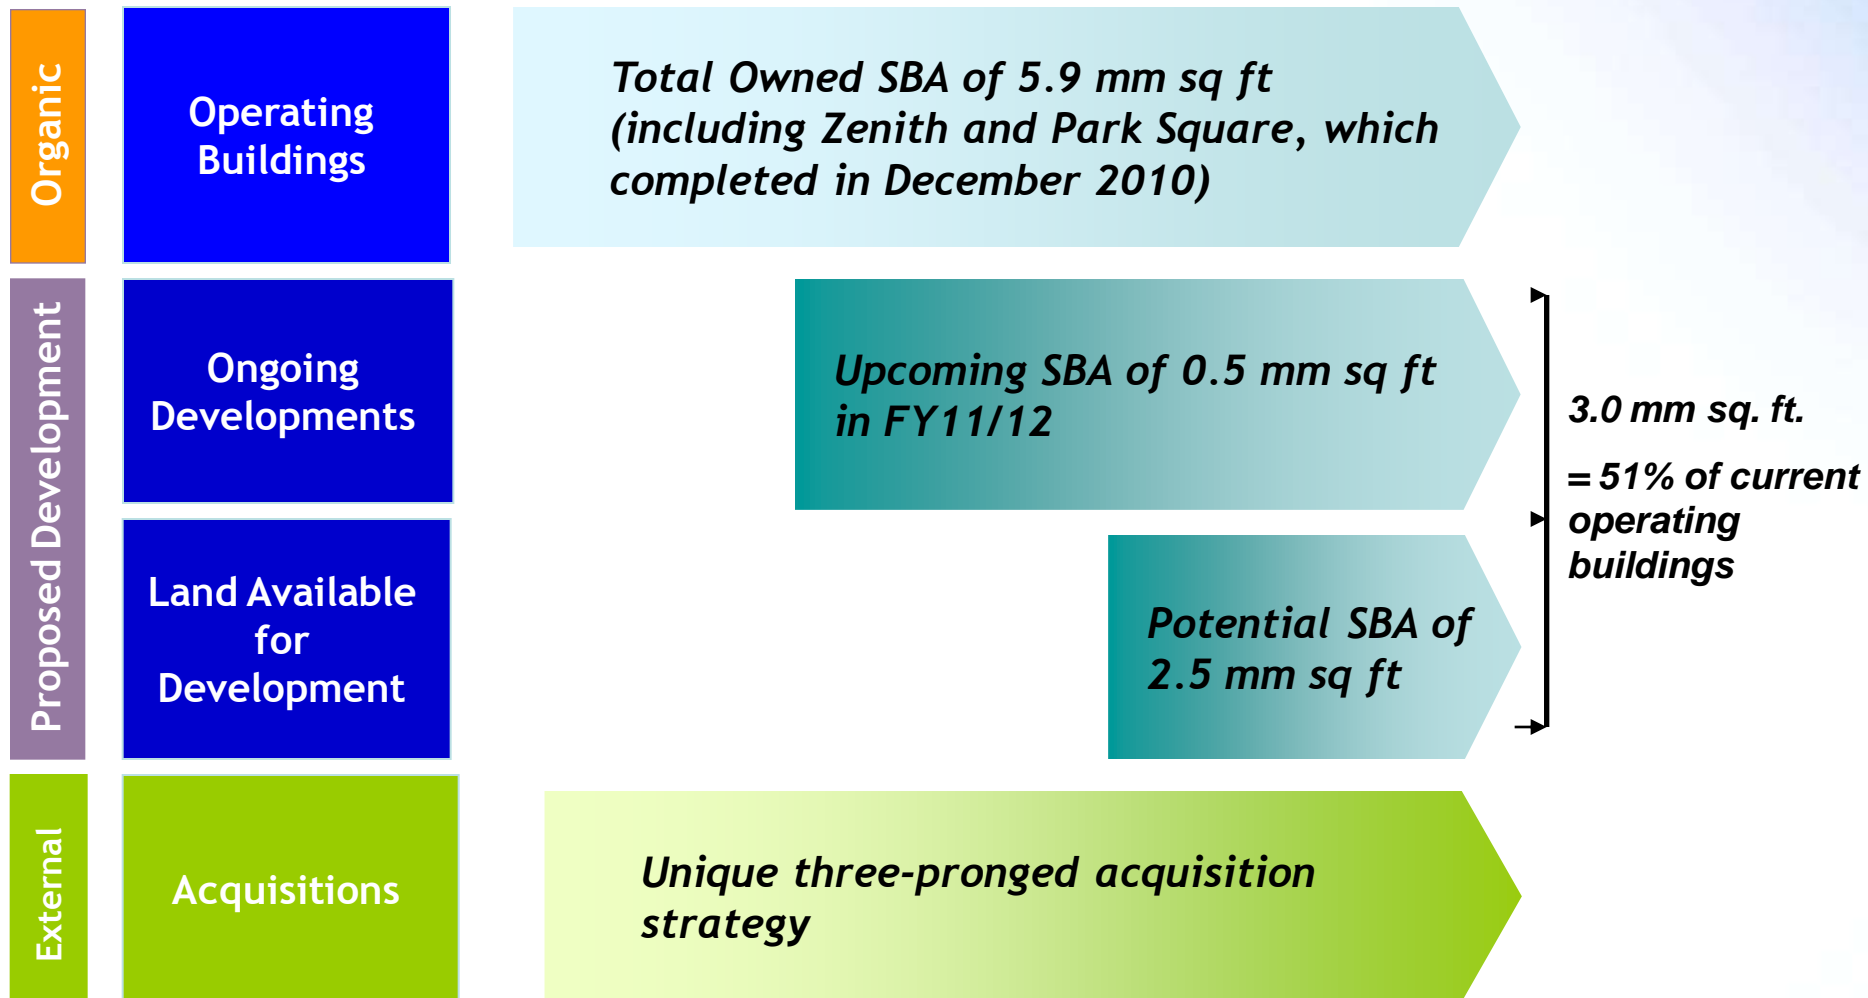 Organic
Operating
Buildings
Total Owned SBA of 5.9 mm sq ft
(including Zenith and Park Square, which
completed in December 2010)
Proposed Development
Ongoing
Developments
Upcoming SBA of 0.5 mm sq ft
in FY11/12
3.0 mm sq. ft.
= 51% of current
operating
buildings
Land Available
for
Development
Potential SBA of
2.5 mm sq ft
External
Acquisitions
Unique three-pronged acquisition
strategy